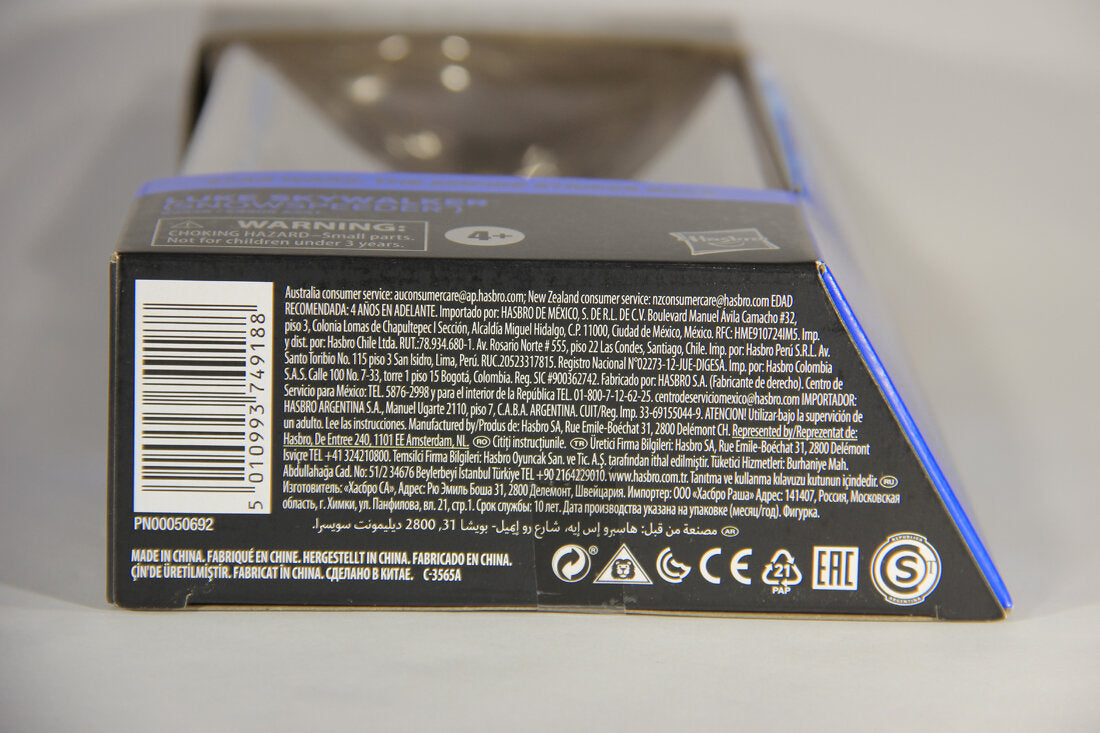 LUKE SKYWALKER
(SNOWSPEEDER)
WARNING:
CHOKING HAZARD—Small parts.
Not for children under 3 years.
4+
Hasbro
Australia consumer service: auconsumercare@ap.hasbro.com; New Zealand consumer service: nzconsumercare@hasbro.com EDAD
RECOMENDADA: 4 AÑOS EN ADELANTE. Importado por: HASBRO DE MÉXICO, S. DE R.L. DE C.V. Boulevard Manuel Ávila Camacho #32,
piso 3, Colonia Lomas de Chapultepec I Sección, Alcaldía Miguel Hidalgo, C.P. 11000, Ciudad de México, México. RFC: HME910724IM5. Imp.
y dist. por: Hasbro Chile Ltda. RUT.:78.934.680-1. Av. Rosario Norte # 555, piso 22 Las Condes, Santiago, Chile. Imp. por: Hasbro Perú S.R.L. Av.
Santo Toribio No. 115 piso 3 San Isidro, Lima, Perú. RUC.20523317815. Registro Nacional N°02273-12-JUE-DIGESA. Imp. por: Hasbro Colombia
S.A.S. Calle 100 No. 7-33, torre 1 piso 15 Bogotá, Colombia. Reg. SIC #900362742. Fabricado por: HASBRO S.A. (Fabricante de derecho). Centro de
Servicio para México: TEL. 5876-2998 y para el interior de la República TEL. 01-800-7-12-62-25. centrodeserviciomexico@hasbro.com IMPORTADOR:
HASBRO ARGENTINA S.A., Manuel Ugarte 2110, piso 7, C.A.B.A. ARGENTINA. CUIT/Reg. Imp. 33-69155044-9. ATENCION! Utilizar bajo la supervisión de
un adulto. Lee las instrucciones. Manufactured by/Produs de: Hasbro SA, Rue Emile-Boéchat 31, 2800 Delémont CH. Represented by/Reprezentat de:
Hasbro, De Entree 240, 1101 EE Amsterdam, NL. RO Citiți instrucțiunile. TR Üretici Firma Bilgileri: Hasbro SA, Rue Emile-Boéchat 31, 2800 Delémont
İsviçre TEL +41 324210800. Temsilci Firma Bilgileri: Hasbro Oyuncak San. ve Tic. A.Ş. tarafından ithal edilmiştir. Tüketici Hizmetleri: Burhaniye Mah.
Abdullahağa Cad. No: 51/2 34676 Beylerbeyi İstanbul Türkiye TEL +90 2164229010. www.hasbro.com.tr. Tanıtma ve kullanma kılavuzu kutunun içindedir. RU
Изготовитель: «Хасбро СА», Адрес: Рю Эмиль Боша 31, 2800 Делемонт, Швейцария. Импортер: ООО «Хасбро Раша» Адрес: 141407, Россия, Московская
область, г. Химки, ул. Панфилова, вл. 21, стр.1. Срок службы: 10 лет. Дата производства указана на упаковке (месяц/год). Фигурка.
AR مصنعة من قبل: هاسبرو إس إيه، شارع رو إيميل- بويشا 31, 2800 ديليمونت سويسرا.
5 010993 749188
PN00050692
MADE IN CHINA. FABRIQUÉ EN CHINE. HERGESTELLT IN CHINA. FABRICADO EN CHINA.
ÇİN'DE ÜRETİLMİŞTİR. FABRICAT ÎN CHINA. СДЕЛАНО В КИТАЕ. C-3565A
®
CE
21
PAP
EAC
REPUBLICA
S
ARGENTINA